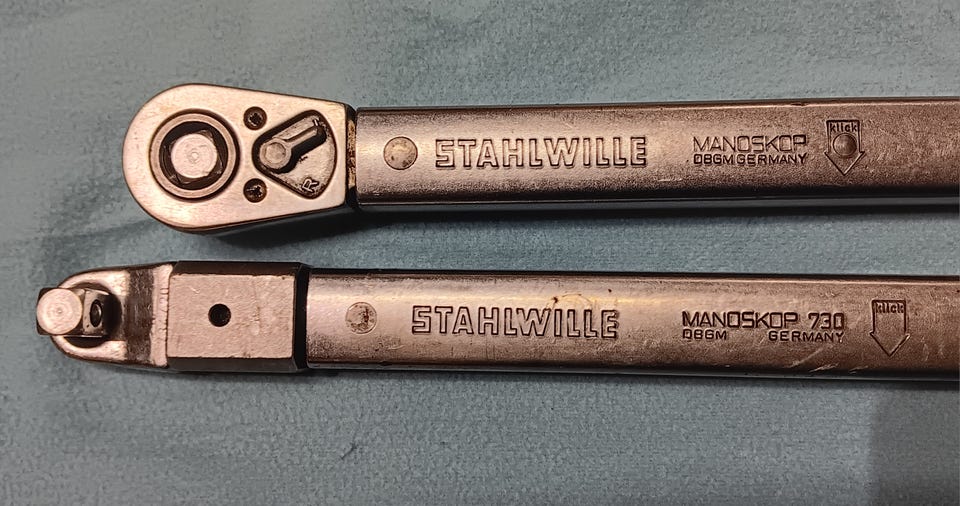 STAHLWILLE
MANOSKOP
DBGM GERMANY
klick
R
STAHLWILLE
MANOSKOP 730
DBGM GERMANY
klick